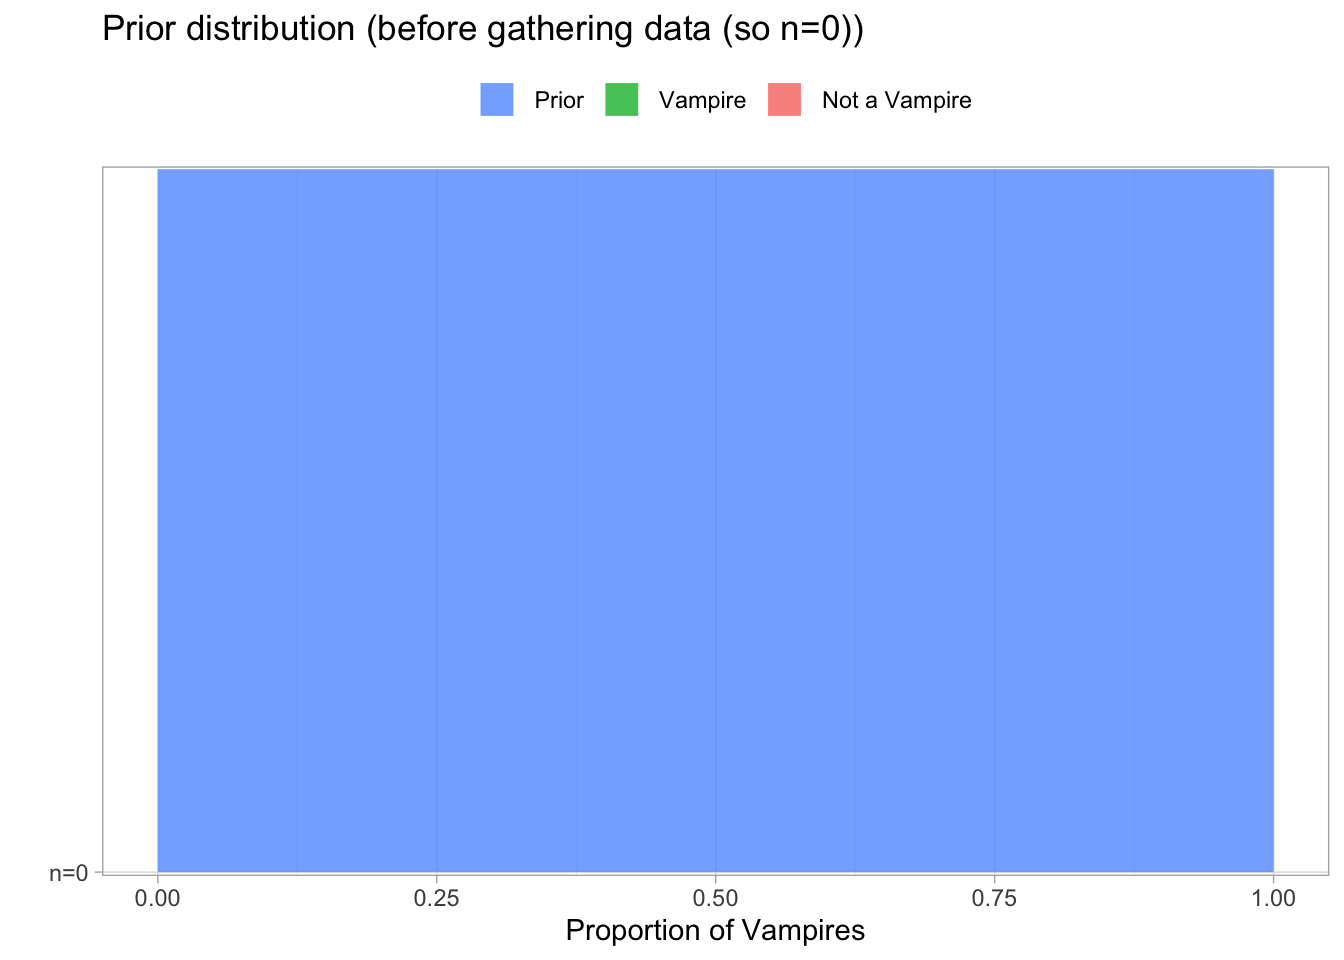 Prior distribution (before gathering data (so n=0))
Prior Vampire Not a Vampire
n=0
0.00 0.25 0.50 0.75 1.00
Proportion of Vampires